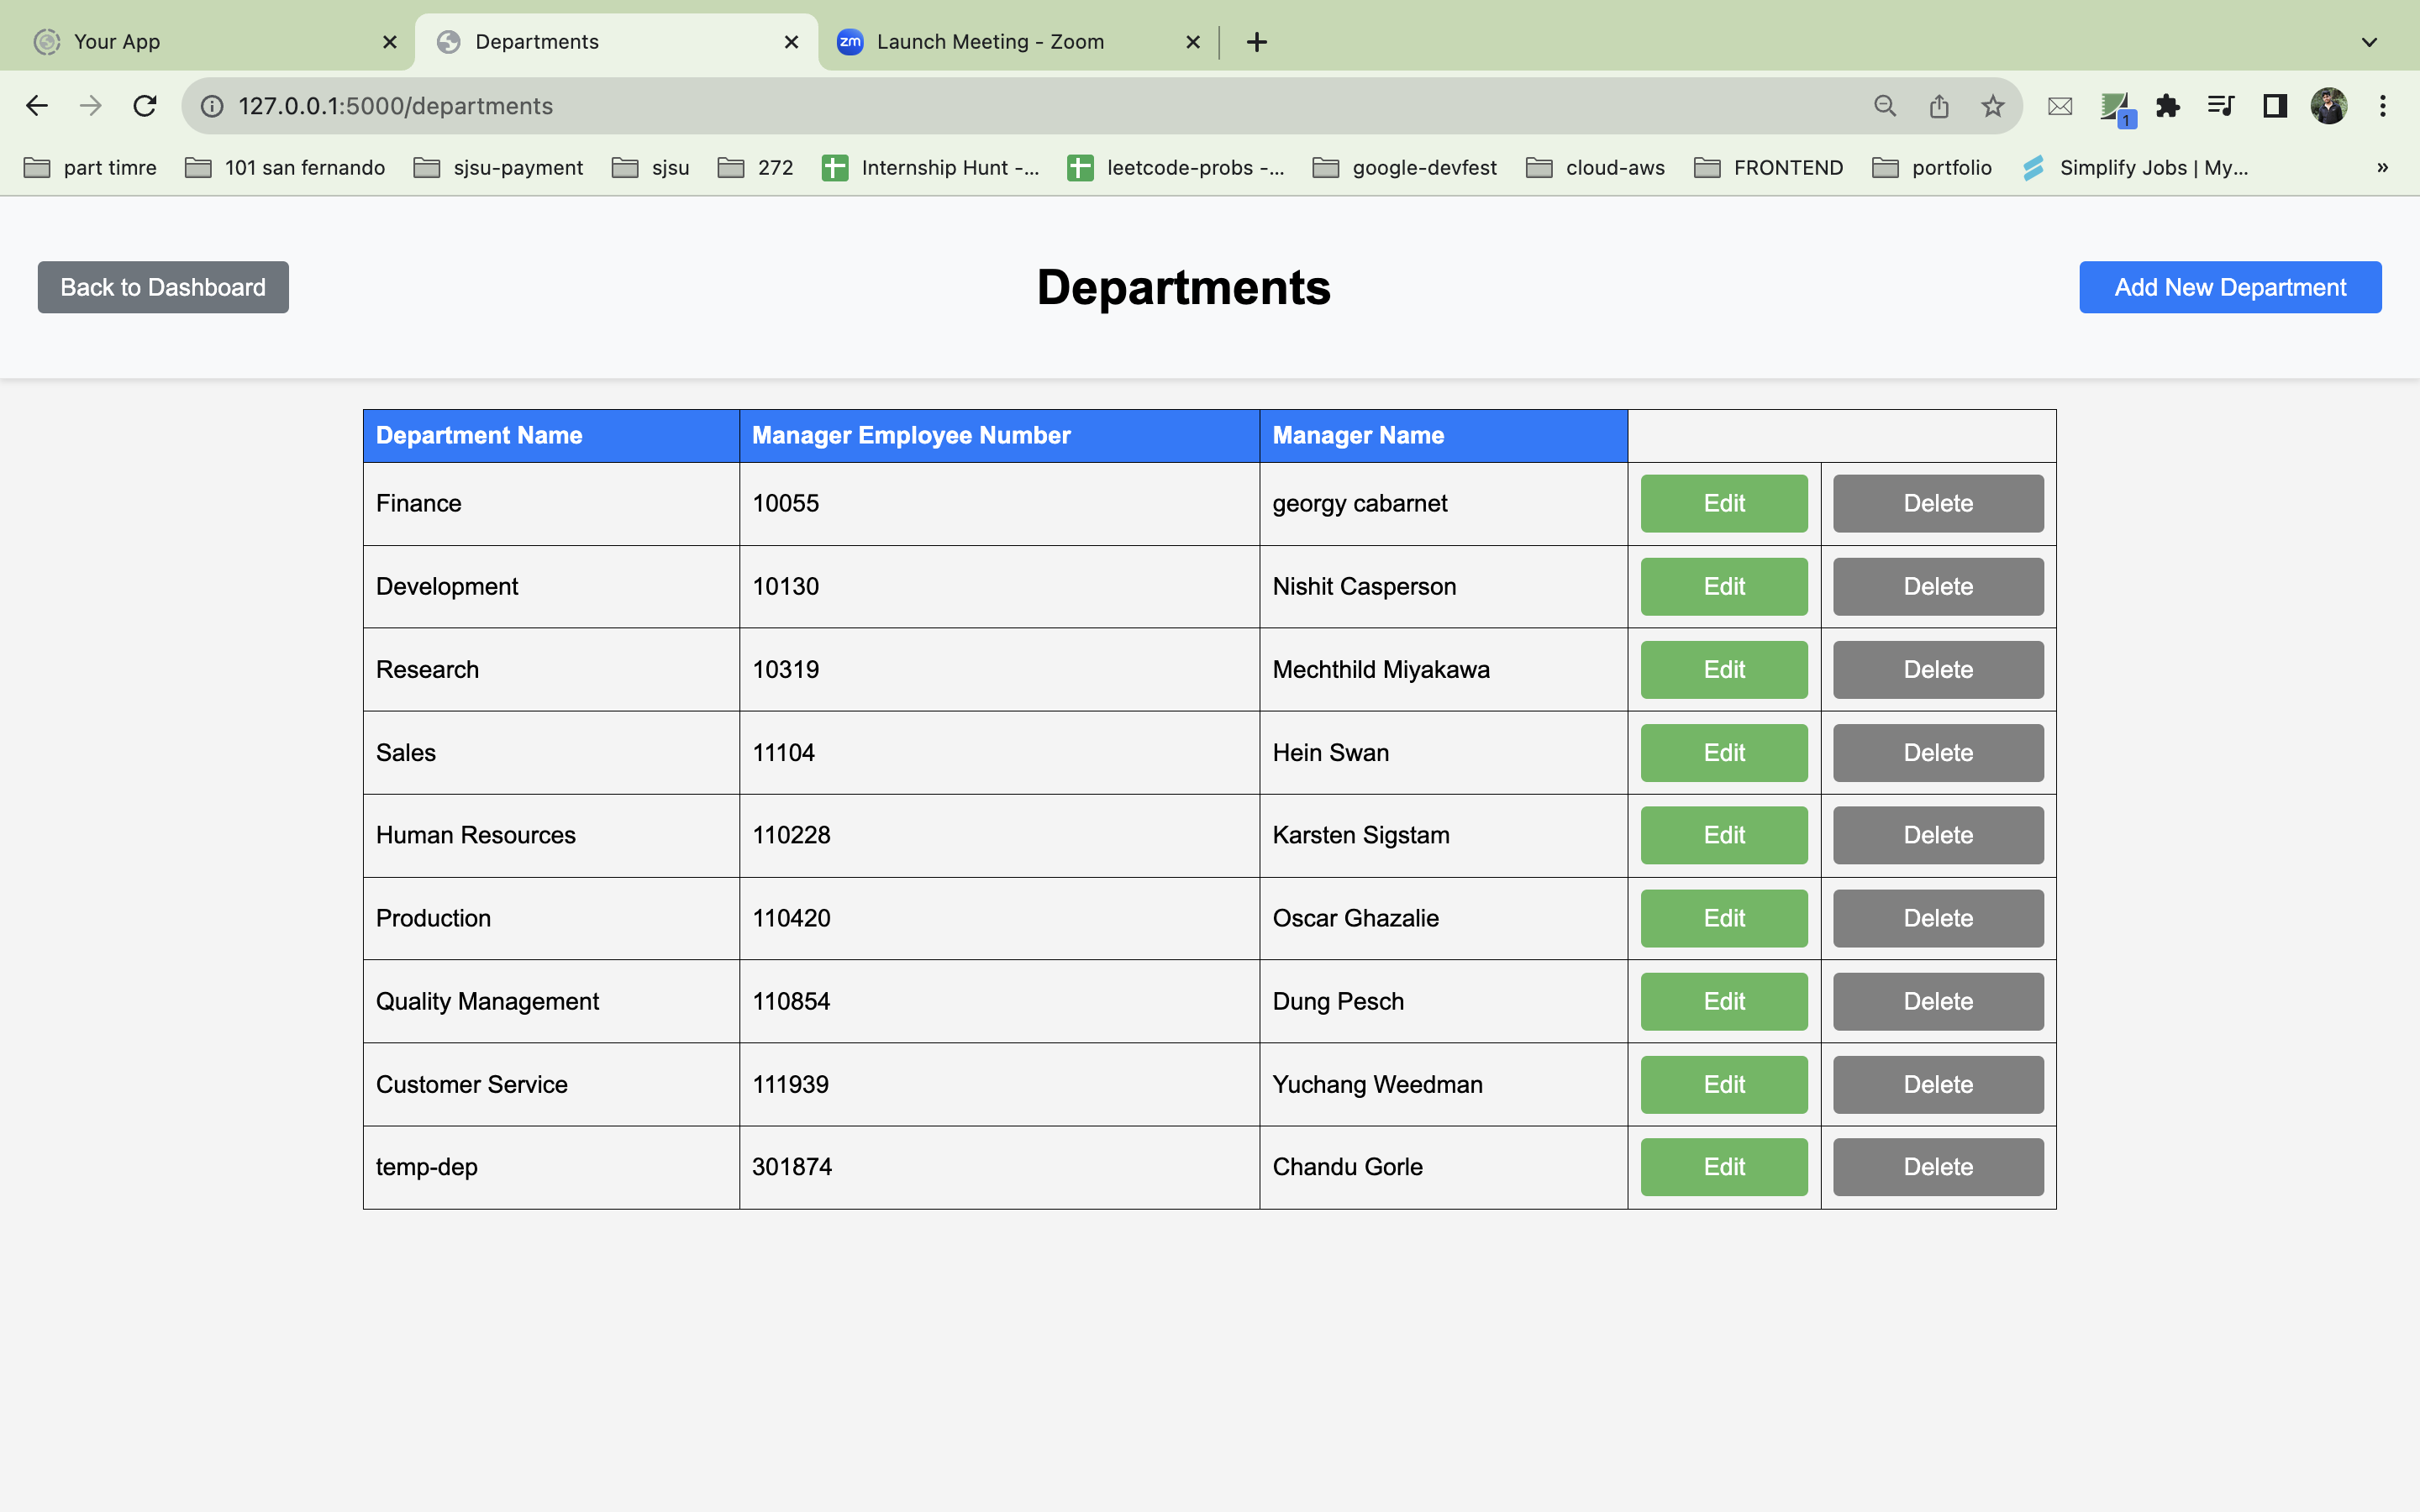 Your App
Departments
zm Launch Meeting - Zoom
127.0.0.1:5000/departments
1
part timre 101 san fernando sjsu-payment sjsu 272 Internship Hunt -... leetcode-probs -... google-devfest cloud-aws FRONTEND portfolio Simplify Jobs | My... »
Back to Dashboard
Departments
Add New Department
Department Name Manager Employee Number Manager Name
Finance 10055 georgy cabarnet Edit Delete
Development 10130 Nishit Casperson Edit Delete
Research 10319 Mechthild Miyakawa Edit Delete
Sales 11104 Hein Swan Edit Delete
Human Resources 110228 Karsten Sigstam Edit Delete
Production 110420 Oscar Ghazalie Edit Delete
Quality Management 110854 Dung Pesch Edit Delete
Customer Service 111939 Yuchang Weedman Edit Delete
temp-dep 301874 Chandu Gorle Edit Delete